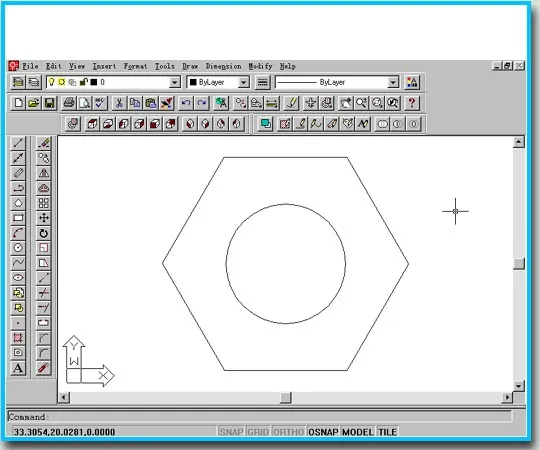 File Edit View Insert Format Tools Draw Dimension Modify Help
0 ByLayer ByLayer
Y
W
X
A
Command:
33.3054,20.0281,0.0000 SNAP GRID ORTHO OSNAP MODEL TILE